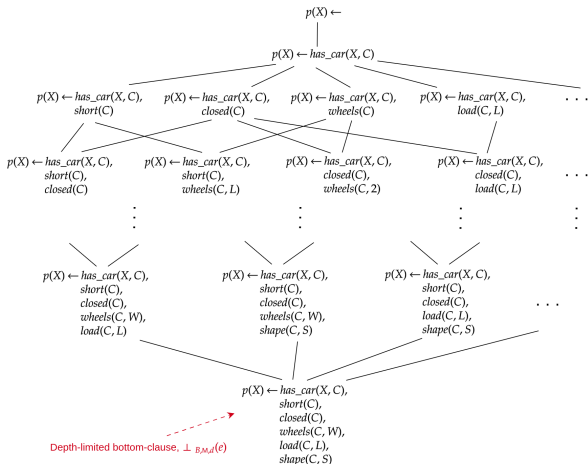 p(X) ←
p(X) ← has_car(X, C)
p(X) ← has_car(X, C), p(X) ← has_car(X, C), p(X) ← has_car(X, C), p(X) ← has_car(X, C), . . .
short(C) closed(C) wheels(C) load(C, L)
p(X) ← has_car(X, C), p(X) ← has_car(X, C), p(X) ← has_car(X, C), p(X) ← has_car(X, C), . . .
short(C), short(C), closed(C), closed(C),
closed(C) wheels(C, L) wheels(C, 2) load(C, L)
p(X) ← has_car(X, C), p(X) ← has_car(X, C), p(X) ← has_car(X, C),
short(C), short(C), short(C),
closed(C), closed(C), closed(C), . . .
wheels(C, W), wheels(C, W), load(C, L),
load(C, L) shape(C, S) shape(C, S)
p(X) ← has_car(X, C),
short(C),
closed(C),
wheels(C, W),
load(C, L),
shape(C, S)
Depth-limited bottom-clause, ⊥ B,M,d(e)